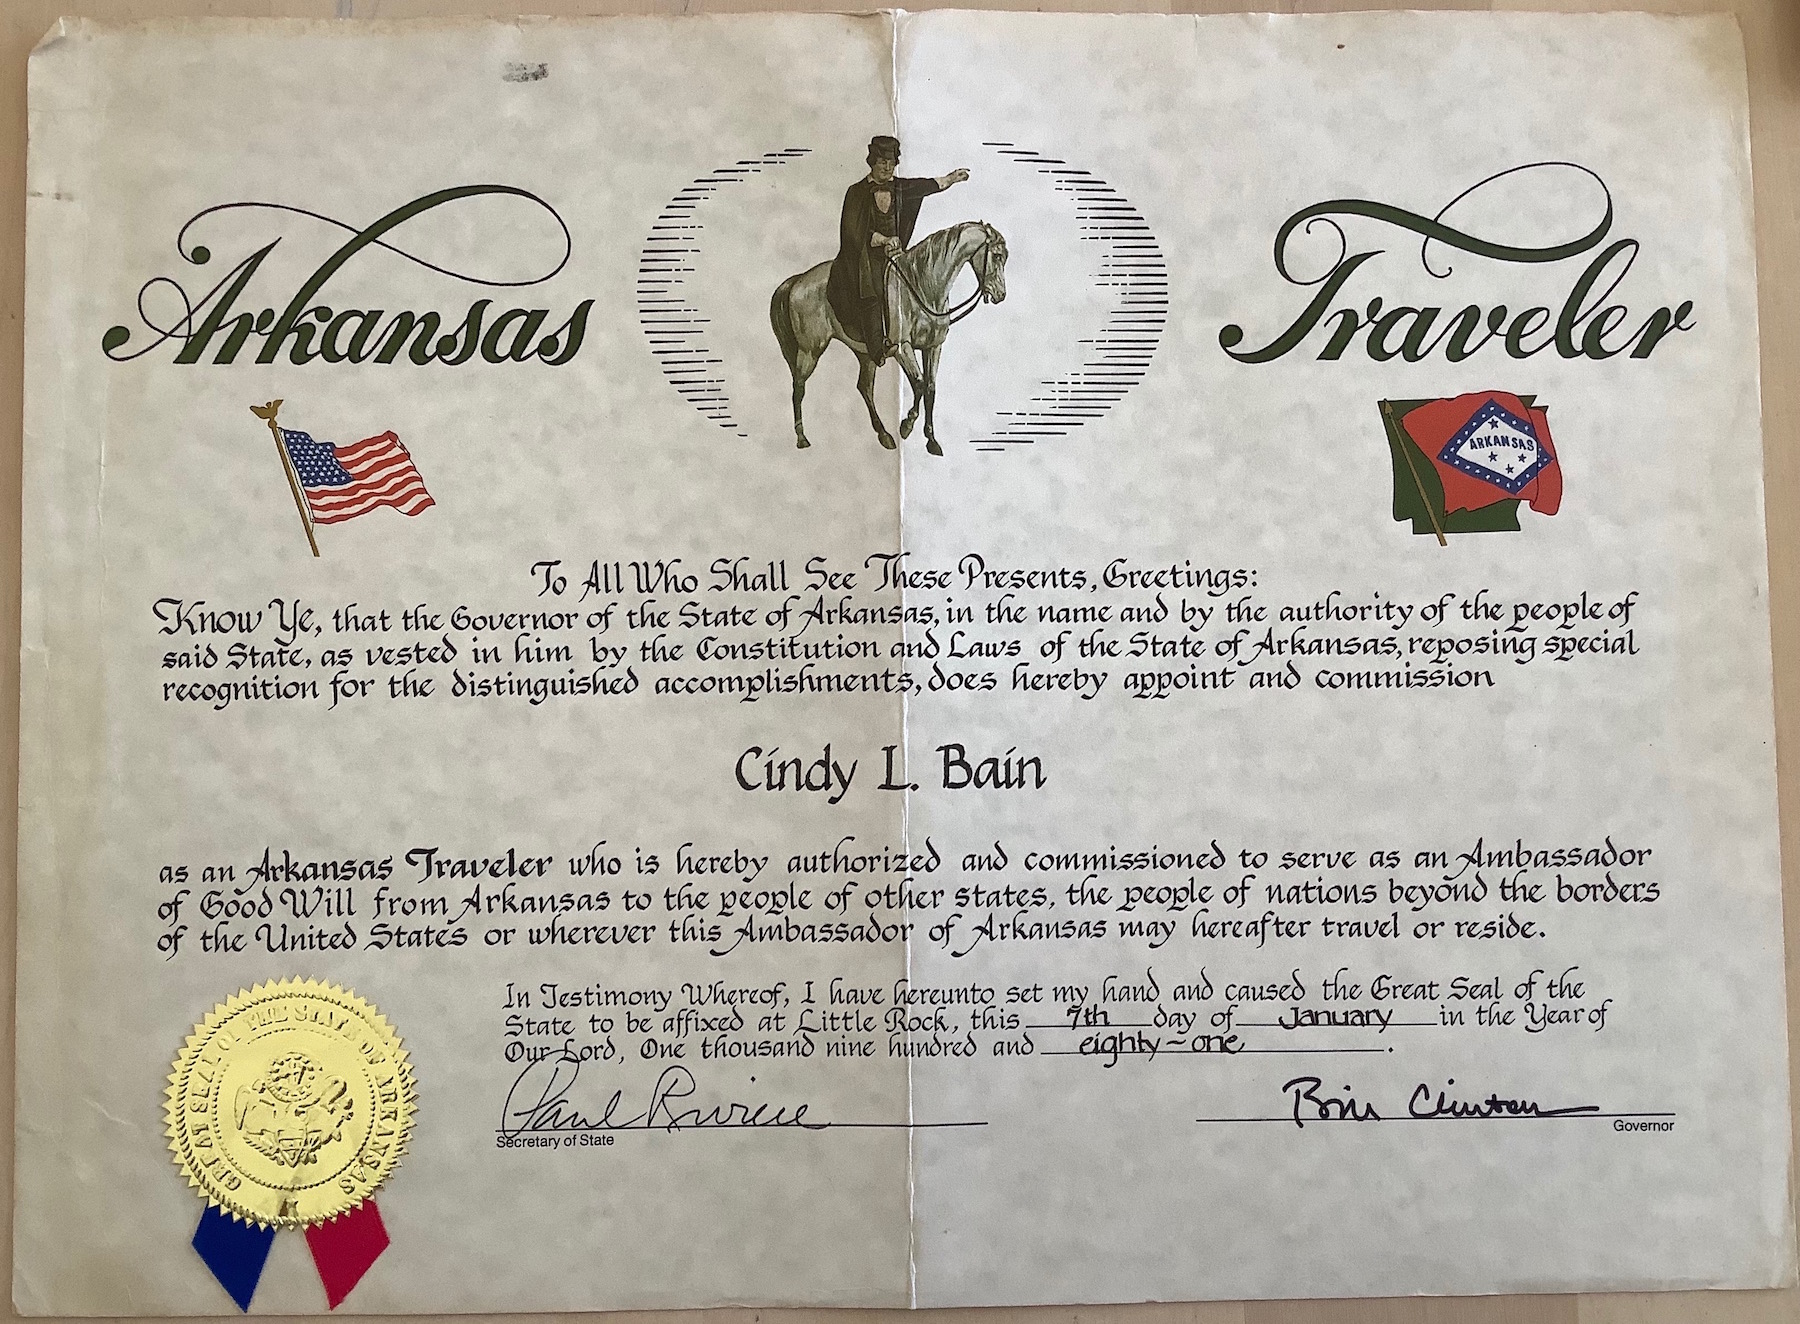 Arkansas Traveler
ARKANSAS
To All Who Shall See These Presents, Greetings:
Know Ye, that the Governor of the State of Arkansas, in the name and by the authority of the people of
said State, as vested in him by the Constitution and Laws of the State of Arkansas, reposing special
recognition for the distinguished accomplishments, does hereby appoint and commission
Cindy L. Bain
as an Arkansas Traveler who is hereby authorized and commissioned to serve as an Ambassador
of Good Will from Arkansas to the people of other states, the people of nations beyond the borders
of the United States or wherever this Ambassador of Arkansas may hereafter travel or reside.
In Testimony Whereof, I have hereunto set my hand and caused the Great Seal of the
State to be affixed at Little Rock, this 7th day of January in the Year of
Our Lord, One thousand nine hundred and eighty-one.
GREAT SEAL OF THE STATE OF ARKANSAS
Paul Riviere
Bill Clinton
Secretary of State
Governor